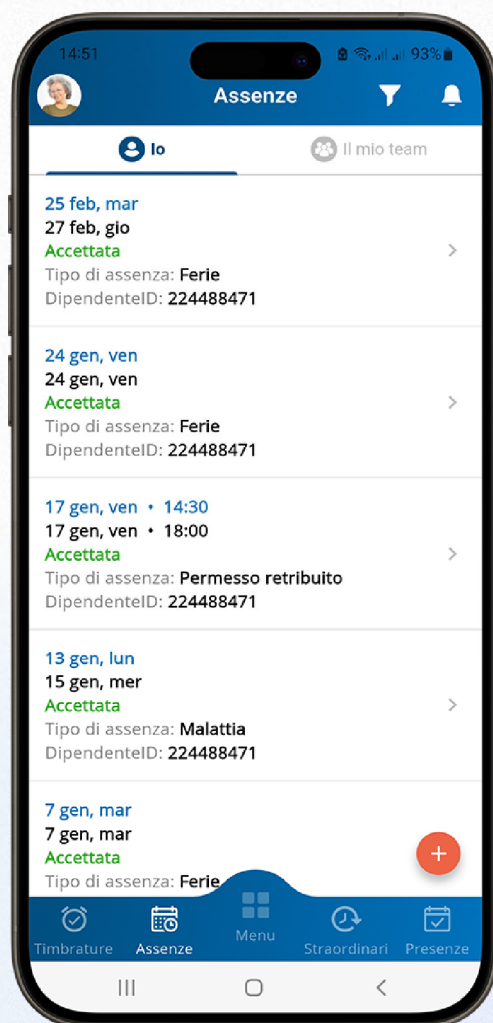 14:51
93%
Assenze
Io
Il mio team
25 feb, mar
27 feb, gio
Accettata
Tipo di assenza: Ferie
DipendenteID: 224488471
24 gen, ven
24 gen, ven
Accettata
Tipo di assenza: Ferie
DipendenteID: 224488471
17 gen, ven • 14:30
17 gen, ven • 18:00
Accettata
Tipo di assenza: Permesso retribuito
DipendenteID: 224488471
13 gen, lun
15 gen, mer
Accettata
Tipo di assenza: Malattia
DipendenteID: 224488471
7 gen, mar
7 gen, mar
Accettata
Tipo di assenza: Ferie
Timbrature
Assenze
Menu
Straordinari
Presenze